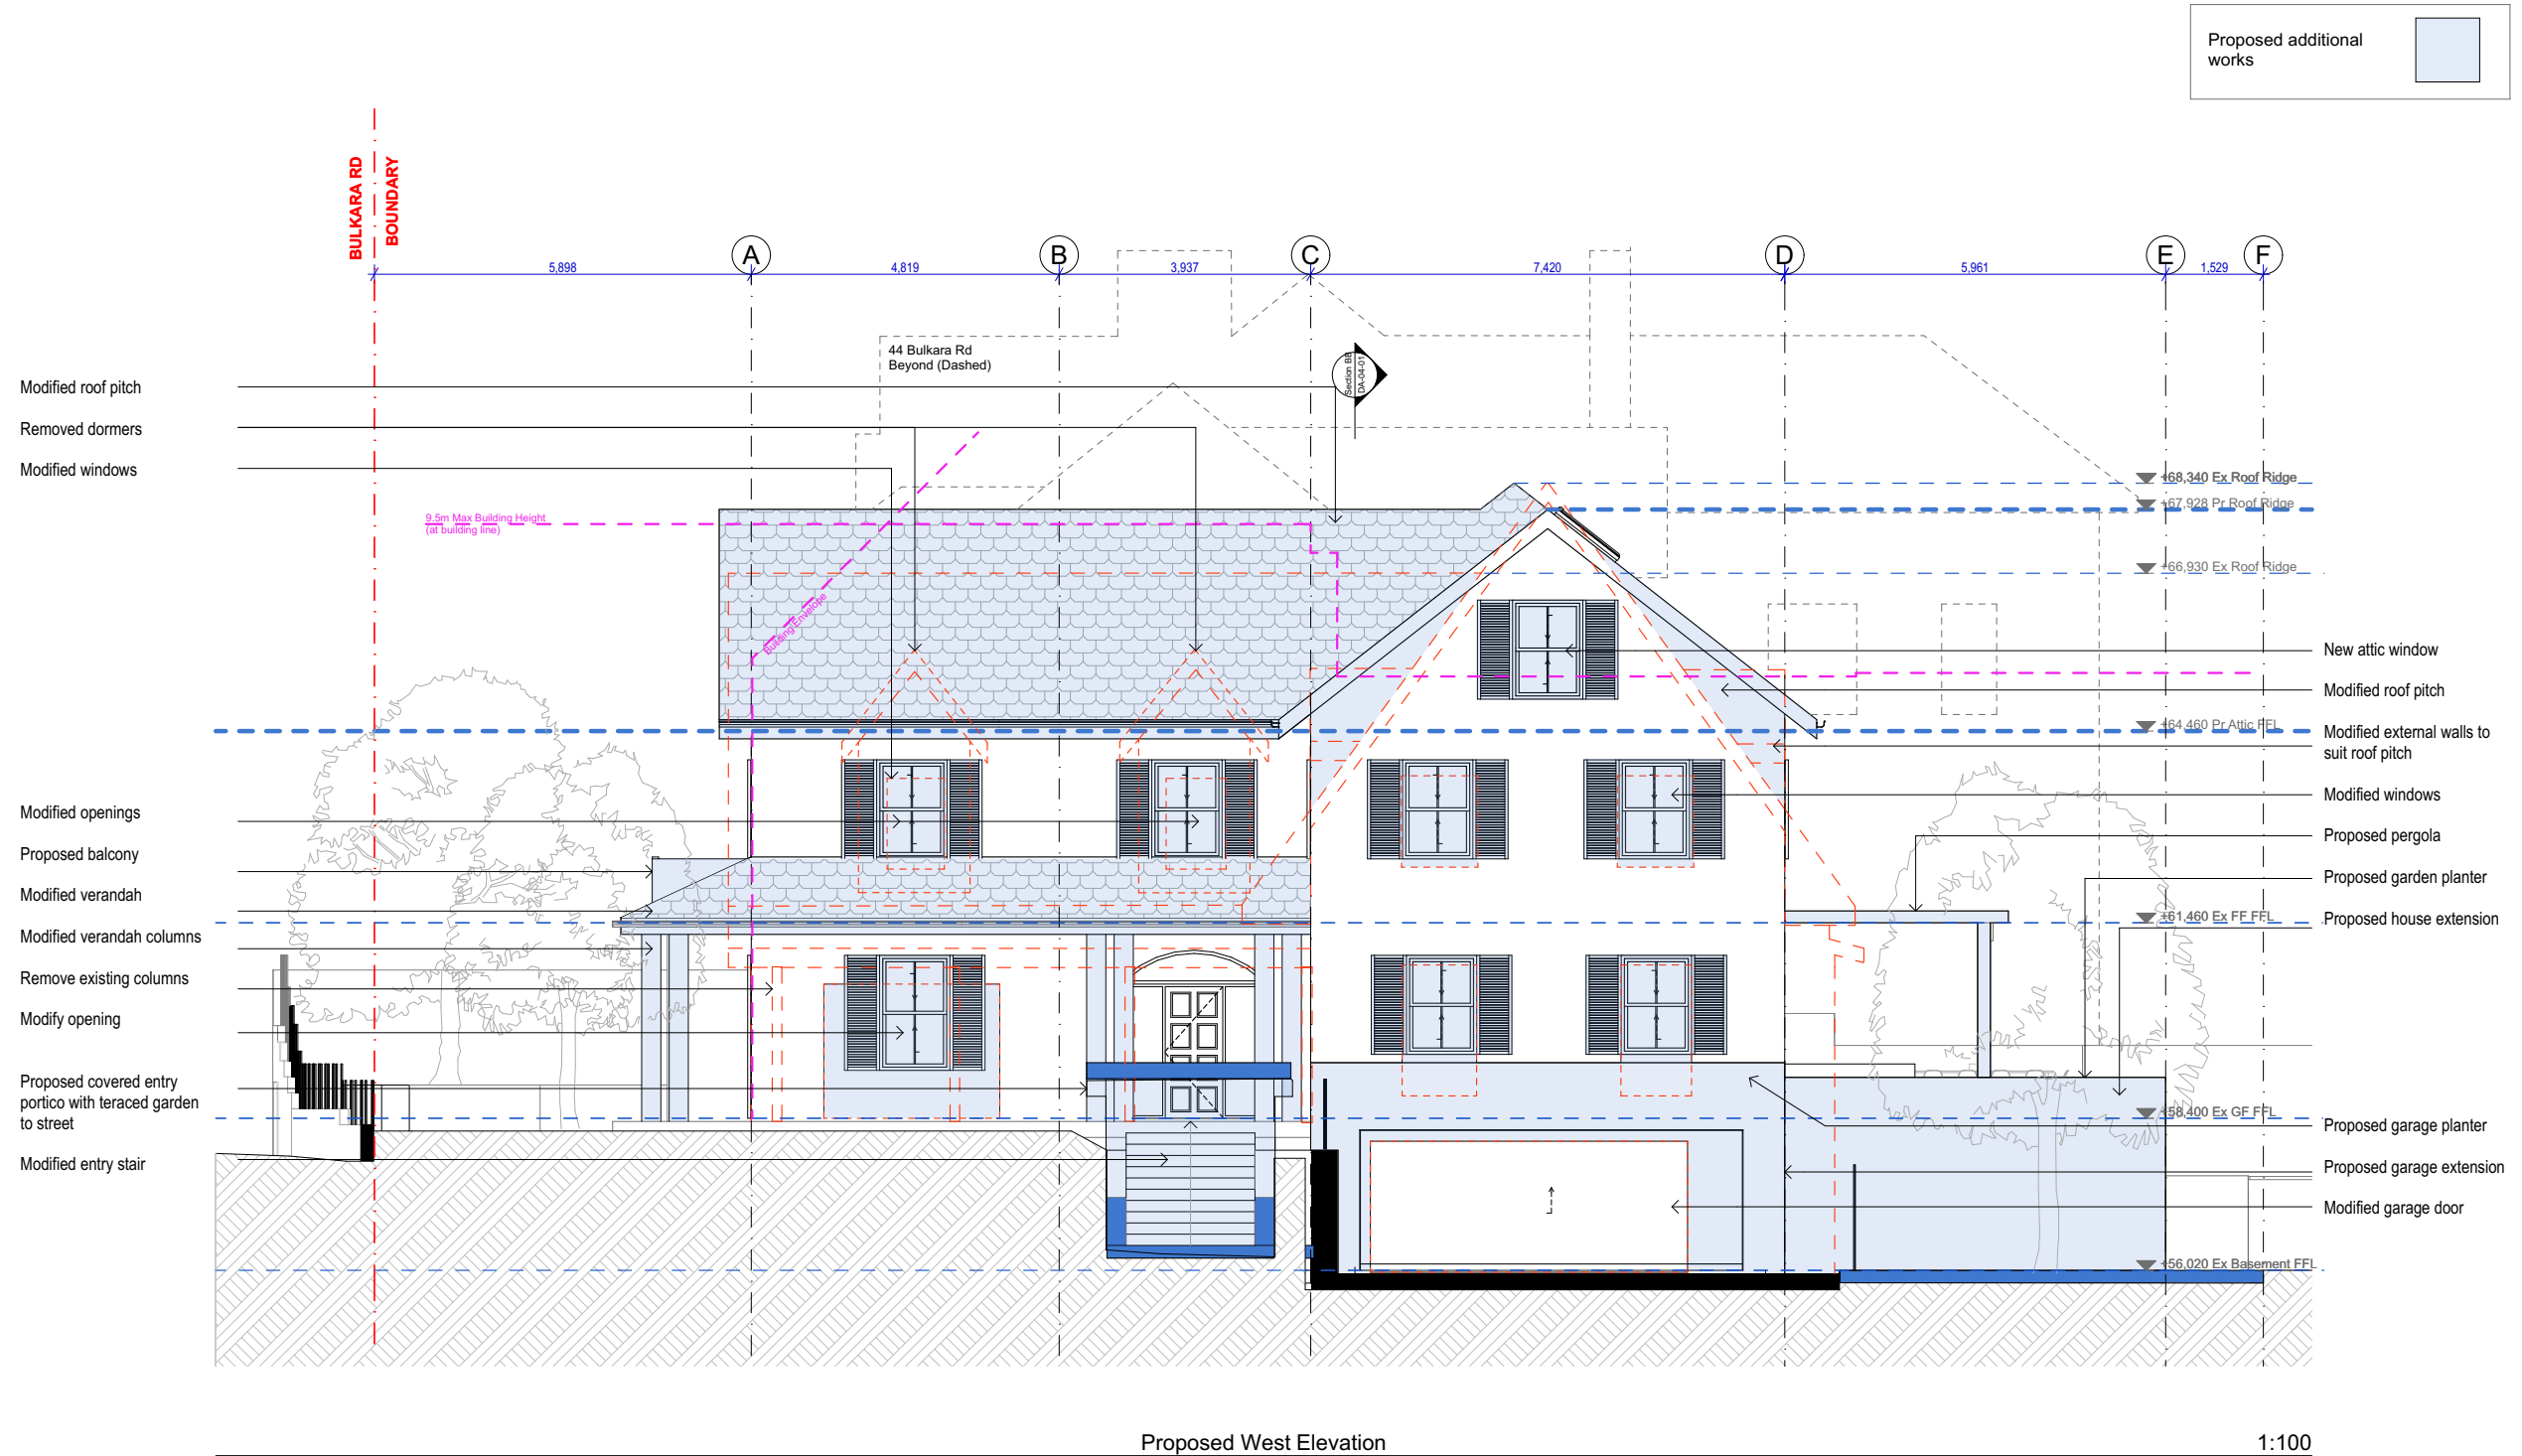 Proposed additional
works
BULKARA RD
BOUNDARY
A
B
C
D
E
F
5,898
4,819
3,937
7,420
5,961
1,529
44 Bulkara Rd
Beyond (Dashed)
Section BB
DA-04-01
Modified roof pitch
Removed dormers
Modified windows
9.5m Max Building Height
(at building line)
Building Envelope
+68,340 Ex Roof Ridge
+67,928 Pr Roof Ridge
+66,930 Ex Roof Ridge
+64,460 Pr Attic FFL
+61,460 Ex FF FFL
+58,400 Ex GF FFL
+56,020 Ex Basement FFL
Modified openings
Proposed balcony
Modified verandah
Modified verandah columns
Remove existing columns
Modify opening
Proposed covered entry
portico with teraced garden
to street
Modified entry stair
New attic window
Modified roof pitch
Modified external walls to
suit roof pitch
Modified windows
Proposed pergola
Proposed garden planter
Proposed house extension
Proposed garage planter
Proposed garage extension
Modified garage door
Proposed West Elevation
1:100